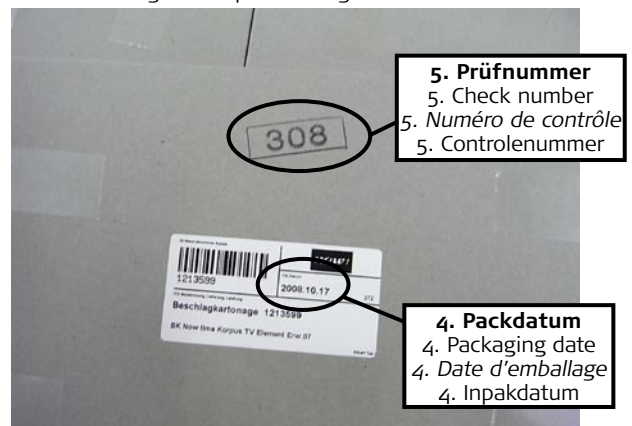 5. Prüfnummer
5. Check number
5. Numéro de contrôle
5. Controlenummer
308
1213599
2008.10.17
372
Beschlagkartonage 1213599
BK Now time Korpus TV Element Erw.07
4. Packdatum
4. Packaging date
4. Date d'emballage
4. Inpakdatum